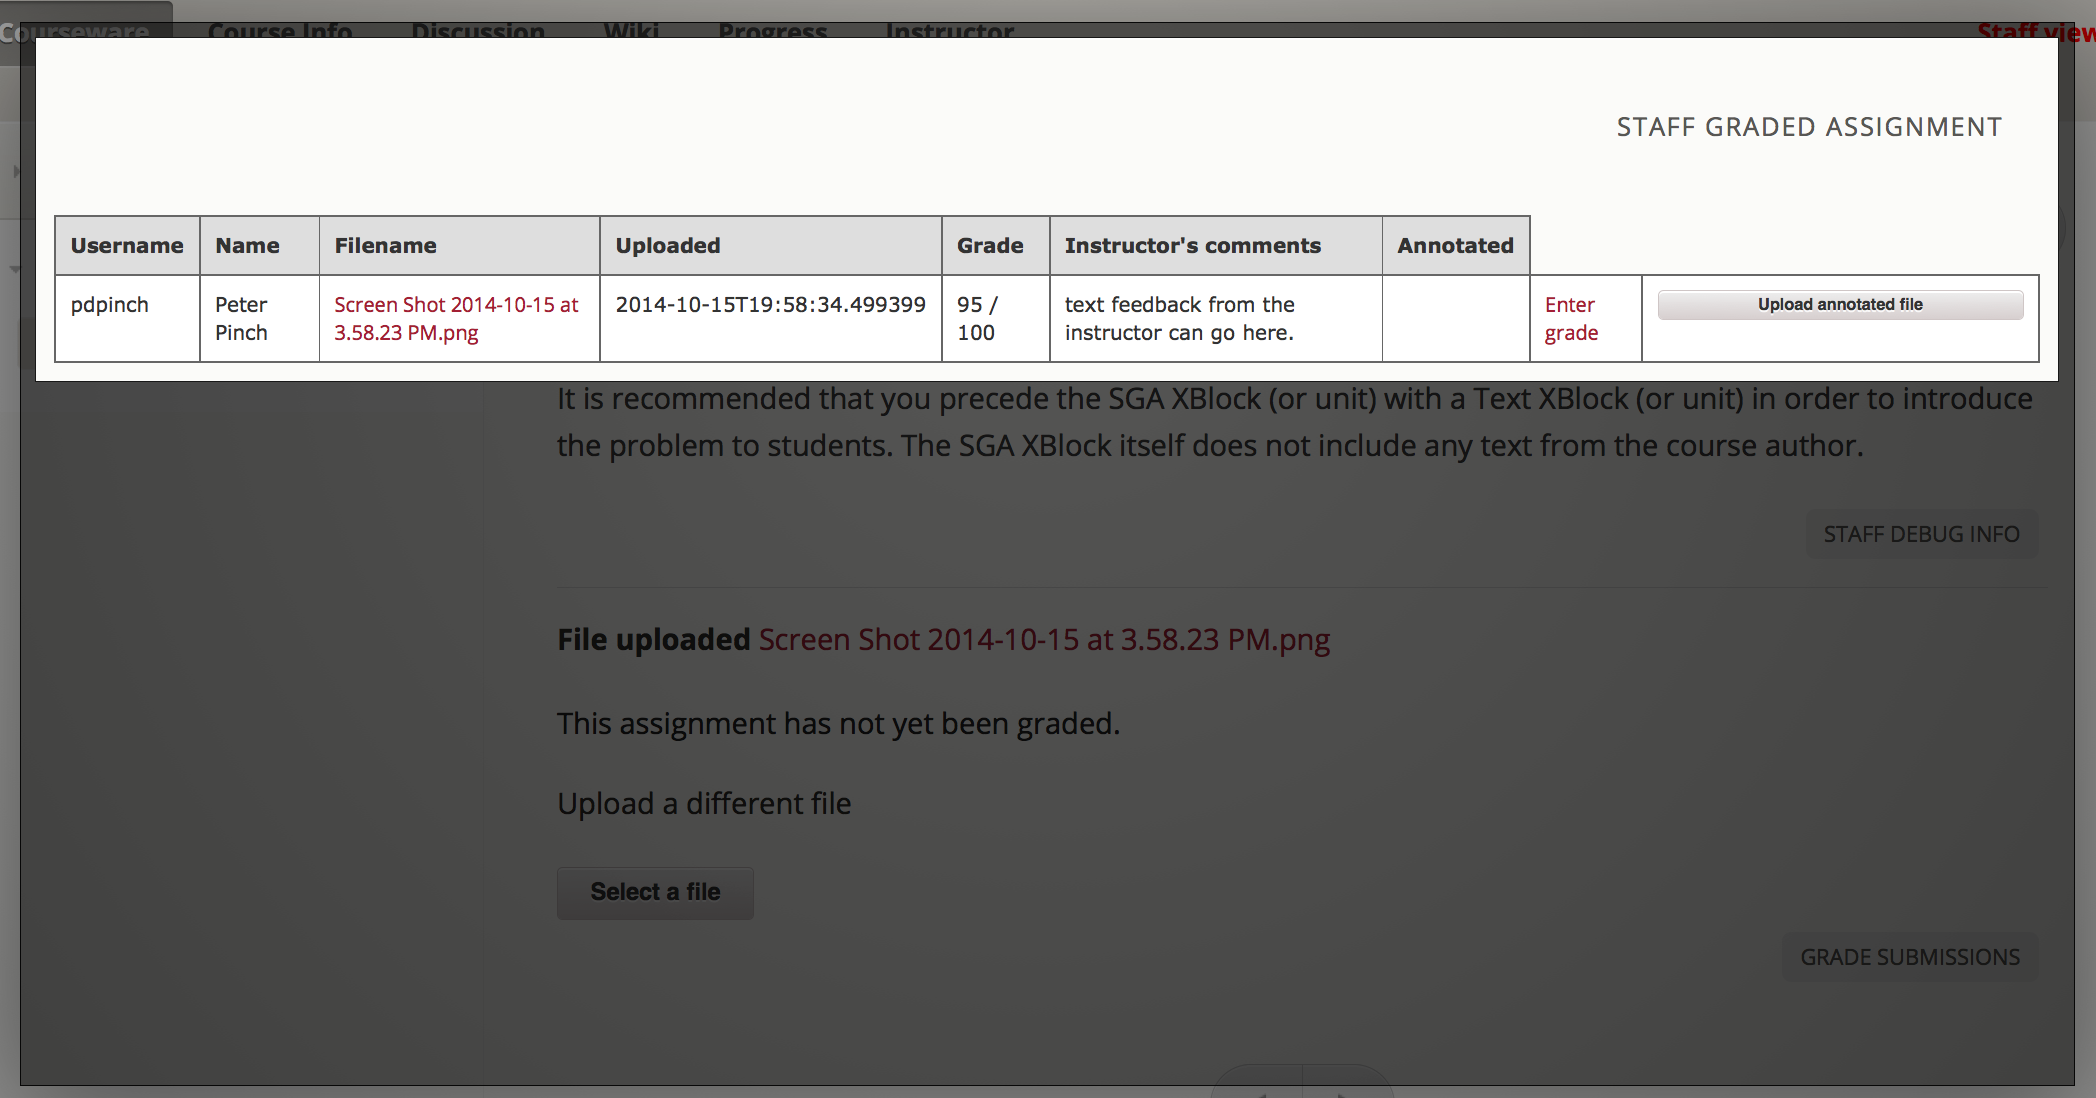 Courseware Course Info Discussion Wiki Progress Instructor Staff view
STAFF GRADED ASSIGNMENT
Username Name Filename Uploaded Grade Instructor's comments Annotated
pdpinch Peter Screen Shot 2014-10-15 at 2014-10-15T19:58:34.499399 95 / text feedback from the Enter Upload annotated file
Pinch 3.58.23 PM.png 100 instructor can go here. grade
It is recommended that you precede the SGA XBlock (or unit) with a Text XBlock (or unit) in order to introduce
the problem to students. The SGA XBlock itself does not include any text from the course author.
STAFF DEBUG INFO
File uploaded Screen Shot 2014-10-15 at 3.58.23 PM.png
This assignment has not yet been graded.
Upload a different file
Select a file
GRADE SUBMISSIONS